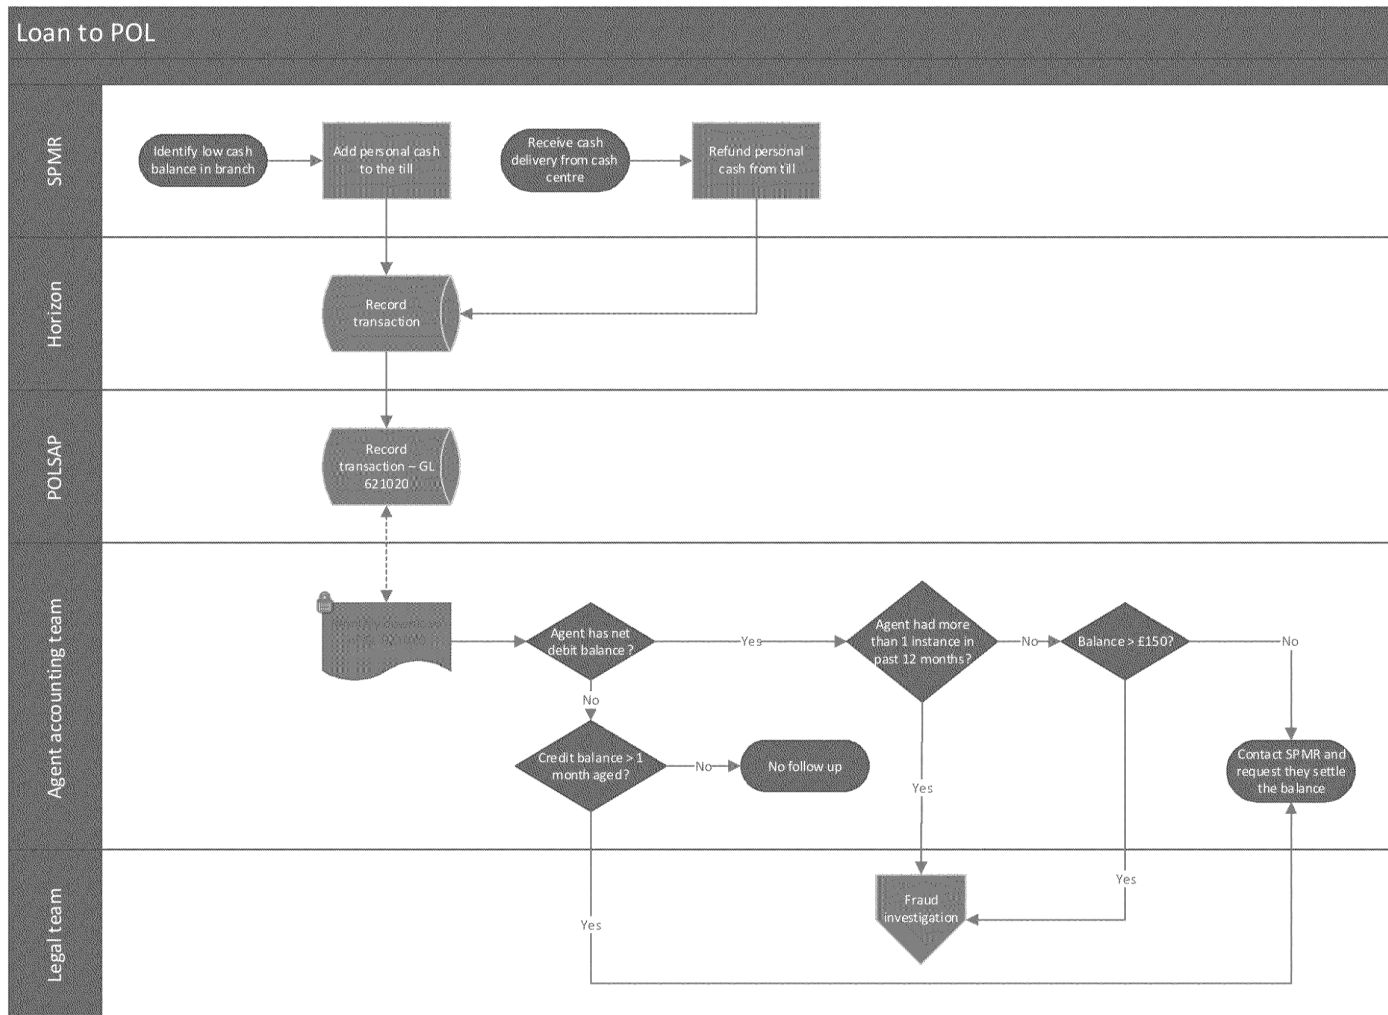 Loan to POL
SPMR
Identify low cash
balance in branch
Add personal cash
to the till
Receive cash
delivery from cash
centre
Refund personal
cash from till
Horizon
Record
transaction
POLSAP
Record
transaction – GL
621020
Agent accounting team
Agent has net
debit balance?
Yes
Agent had more
than 1 instance in
past 12 months?
No
Balance > £150?
No
No
Credit balance > 1
month aged?
No
No follow up
Yes
Contact SPMR and
request they settle
the balance
Legal team
Yes
Fraud
investigation
Yes